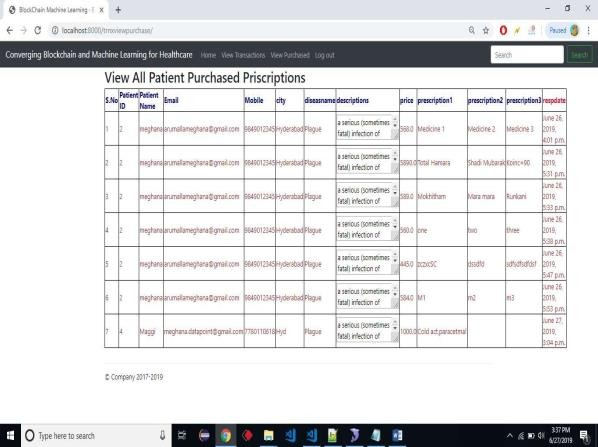 BlockChain Machine Learning - 
localhost:8000/trnxviewpurchase/
Paused
Converging Blockchain and Machine Learning for Healthcare Home View Transactions View Purchased Log out Search Search
View All Patient Purchased Priscriptions
S.No Patient ID Patient Name Email Mobile city diseasname descriptions price prescription1 prescription2 prescription3 respdate
1 2 meghana arumallameghana@gmail.com 9849012345 Hyderabad Plague a serious (sometimes fatal) infection of 568.0 Medicine 1 Medicine 2 Medicine 3 June 26, 2019, 4:01 p.m.
2 2 meghana arumallameghana@gmail.com 9849012345 Hyderabad Plague a serious (sometimes fatal) infection of 5890.0 Total Hamara Shadi Mubarak Koinc+90 June 26, 2019, 5:31 p.m.
3 2 meghana arumallameghana@gmail.com 9849012345 Hyderabad Plague a serious (sometimes fatal) infection of 589.0 Mokhitham Mara mara Runkani June 26, 2019, 5:33 p.m.
4 2 meghana arumallameghana@gmail.com 9849012345 Hyderabad Plague a serious (sometimes fatal) infection of 560.0 one two three June 26, 2019, 5:38 p.m.
5 2 meghana arumallameghana@gmail.com 9849012345 Hyderabad Plague a serious (sometimes fatal) infection of 445.0 zczxcSC dssdfd sdfsdfsdfdsf June 26, 2019, 5:47 p.m.
6 2 meghana arumallameghana@gmail.com 9849012345 Hyderabad Plague a serious (sometimes fatal) infection of 584.0 M1 m2 m3 June 26, 2019, 5:53 p.m.
7 4 Maggi meghana.datapoint@gmail.com 7780110618 Hyd Plague a serious (sometimes fatal) infection of 1000.0 Cold act,paracetmal June 27, 2019, 3:04 p.m.
© Company 2017-2019
Type here to search
3:37 PM
6/27/2019